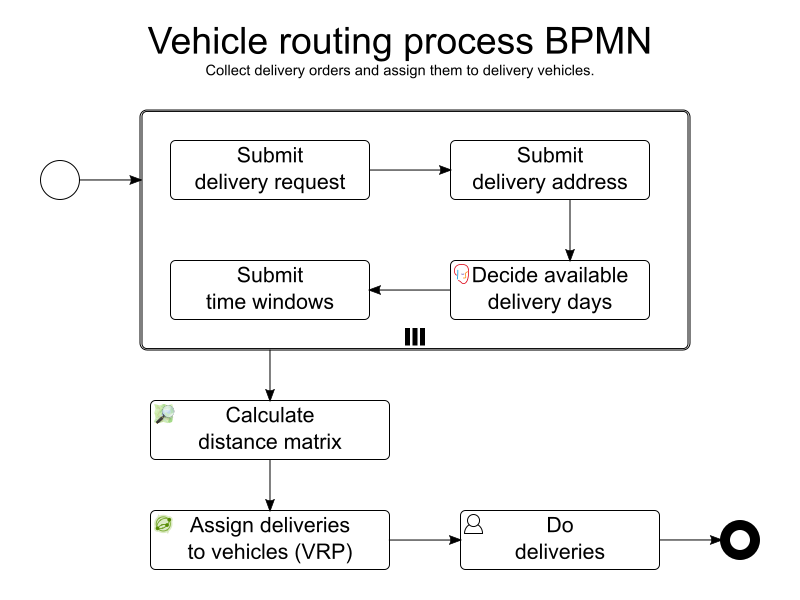 Vehicle routing process BPMN
Collect delivery orders and assign them to delivery vehicles.
Submit
delivery request
Submit
delivery address
Decide available
delivery days
Submit
time windows
Calculate
distance matrix
Assign deliveries
to vehicles (VRP)
Do
deliveries